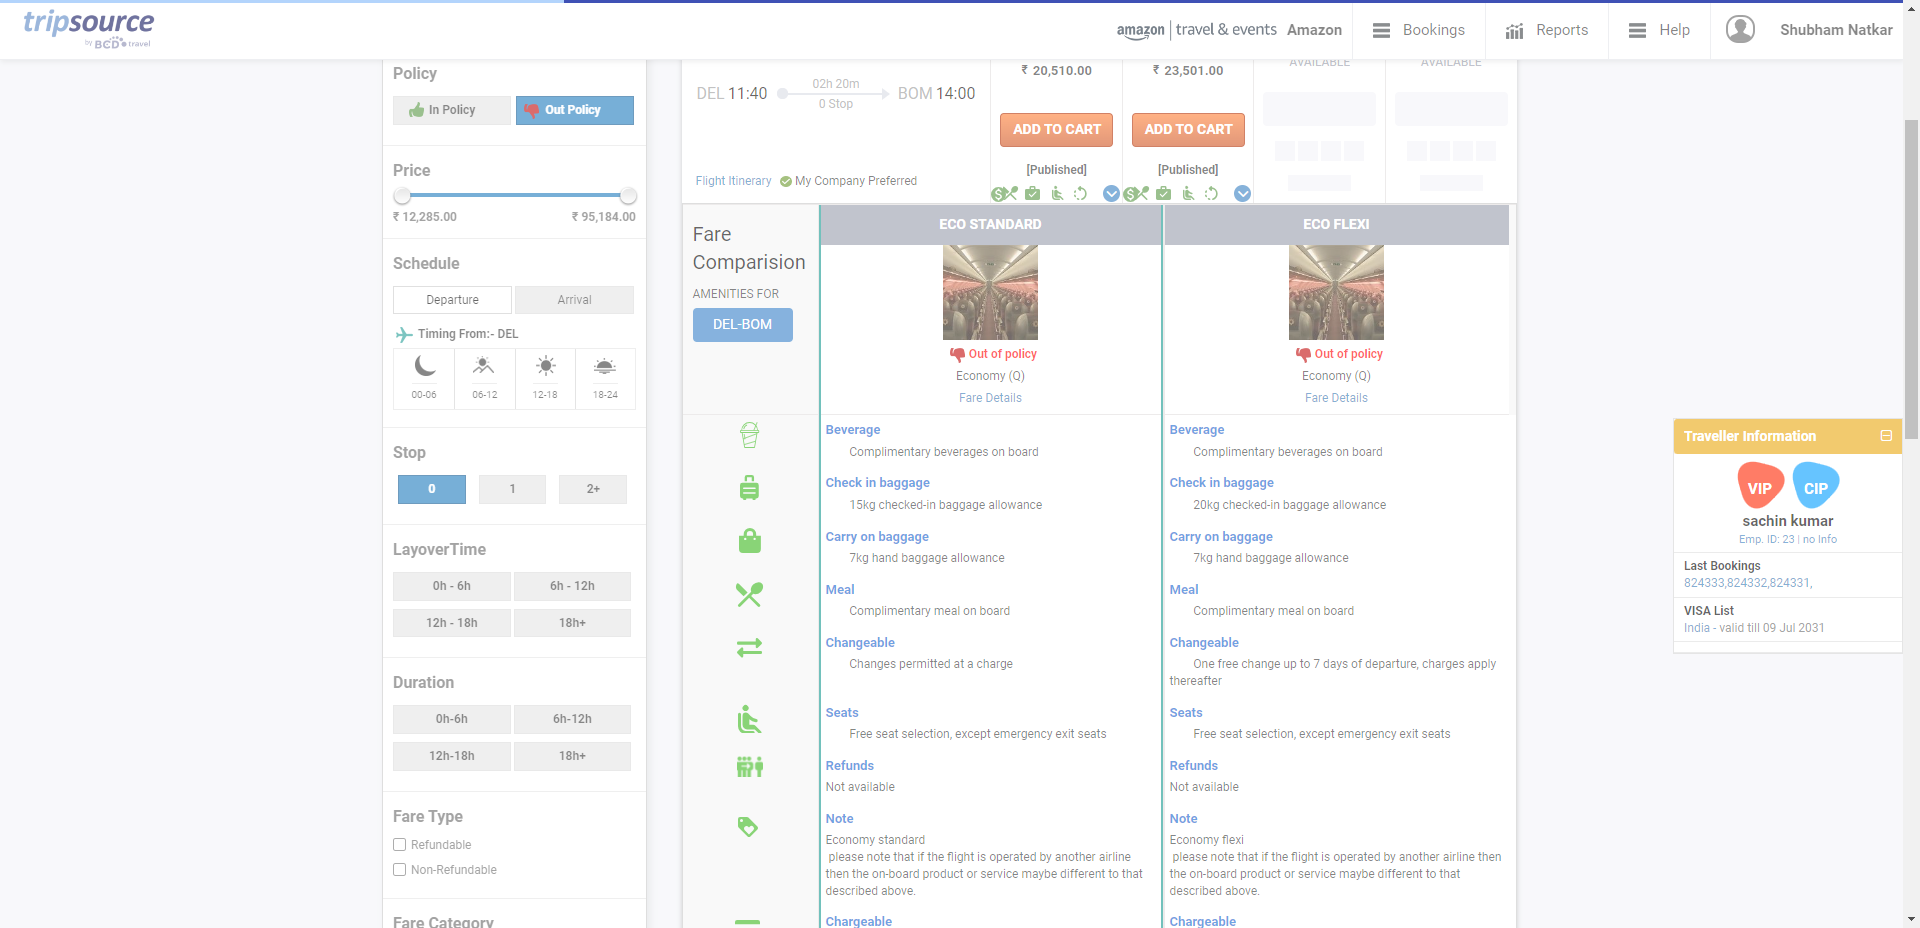 tripsource
by BCD travel
amazon | travel & events Amazon
Bookings
Reports
Help
Shubham Natkar
Policy
In Policy
Out Policy
Price
₹ 12,285.00
₹ 95,184.00
Schedule
Departure
Arrival
Timing From:- DEL
00-06
06-12
12-18
18-24
Stop
0
1
2+
LayoverTime
0h - 6h
6h - 12h
12h - 18h
18h+
Duration
0h-6h
6h-12h
12h-18h
18h+
Fare Type
Refundable
Non-Refundable
Fare Category
DEL 11:40
02h 20m
0 Stop
BOM 14:00
₹ 20,510.00
₹ 23,501.00
AVAILABLE
AVAILABLE
ADD TO CART
ADD TO CART
[Published]
[Published]
Flight Itinerary
My Company Preferred
Fare
Comparision
AMENITIES FOR
DEL-BOM
ECO STANDARD
Out of policy
Economy (Q)
Fare Details
Beverage
Complimentary beverages on board
Check in baggage
15kg checked-in baggage allowance
Carry on baggage
7kg hand baggage allowance
Meal
Complimentary meal on board
Changeable
Changes permitted at a charge
Seats
Free seat selection, except emergency exit seats
Refunds
Not available
Note
Economy standard
please note that if the flight is operated by another airline
then the on-board product or service maybe different to that
described above.
Chargeable
ECO FLEXI
Out of policy
Economy (Q)
Fare Details
Beverage
Complimentary beverages on board
Check in baggage
20kg checked-in baggage allowance
Carry on baggage
7kg hand baggage allowance
Meal
Complimentary meal on board
Changeable
One free change up to 7 days of departure, charges apply
thereafter
Seats
Free seat selection, except emergency exit seats
Refunds
Not available
Note
Economy flexi
please note that if the flight is operated by another airline then
the on-board product or service maybe different to that
described above.
Chargeable
Traveller Information
VIP
CIP
sachin kumar
Emp. ID: 23 | no Info
Last Bookings
824333,824332,824331,
VISA List
India - valid till 09 Jul 2031